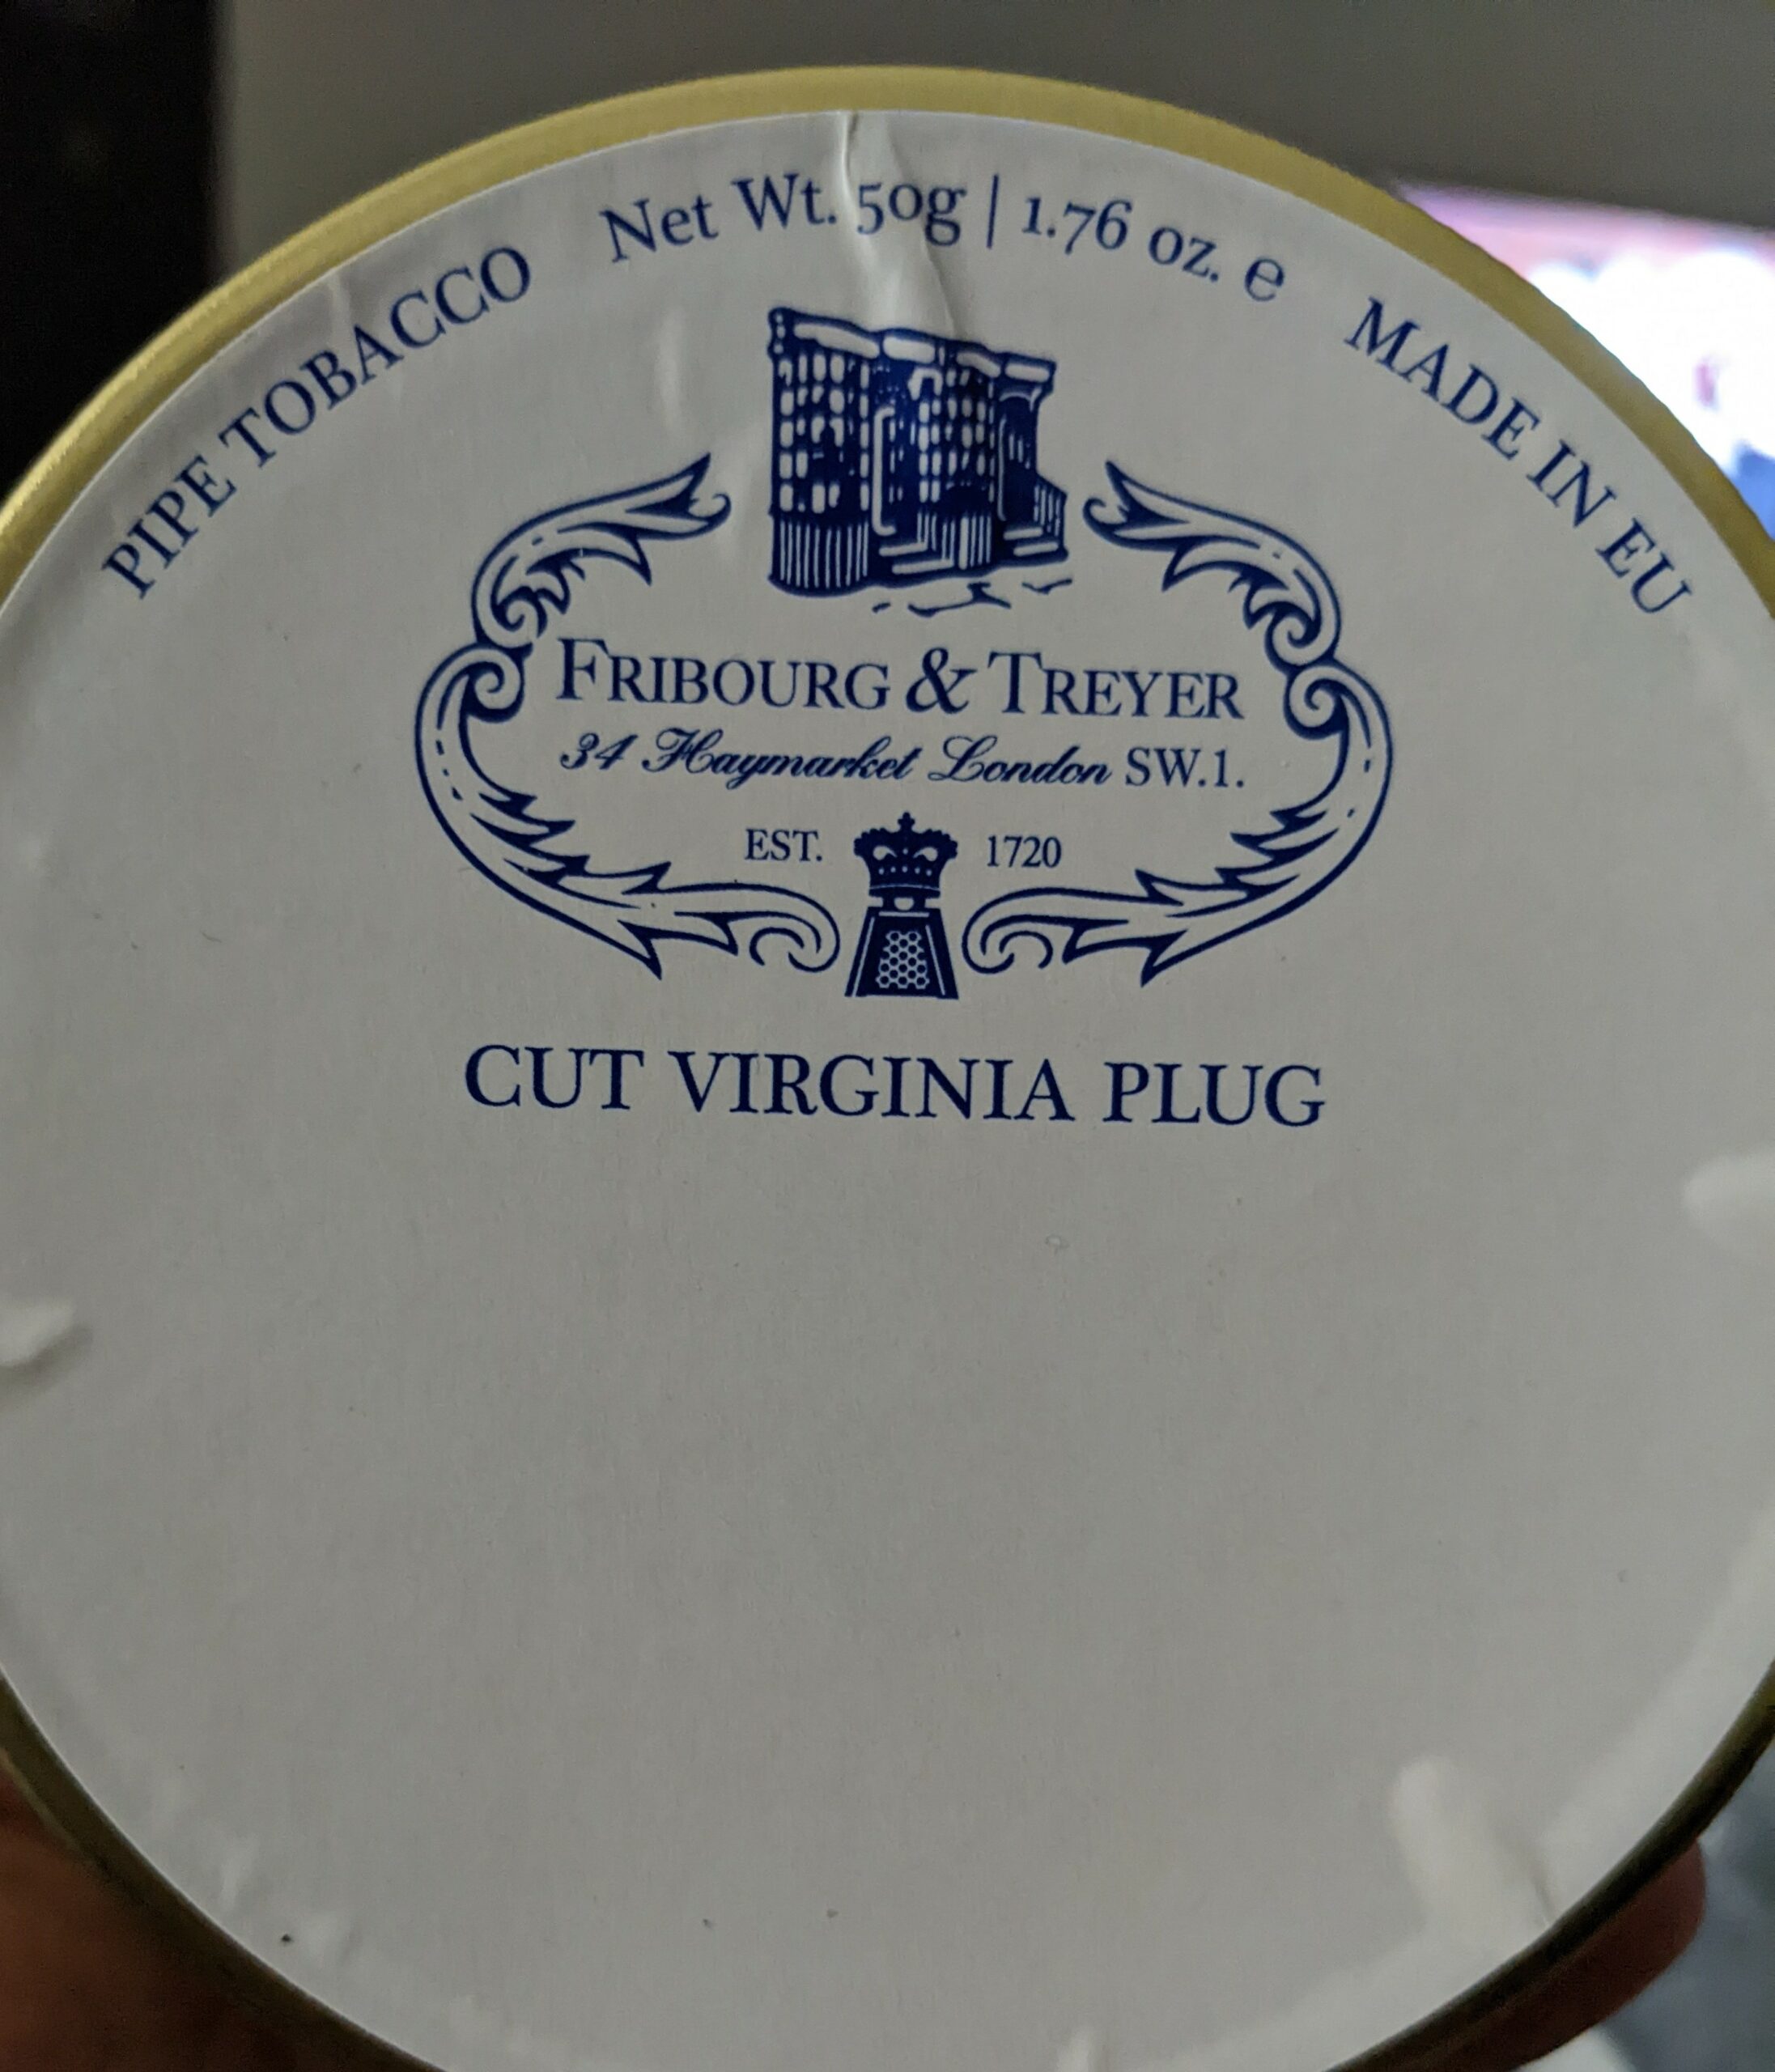 PIPE TOBACCO Net Wt. 50g | 1.76 oz. ℮ MADE IN EU
FRIBOURG & TREYER
34 Haymarket London SW.1.
EST. 1720
CUT VIRGINIA PLUG